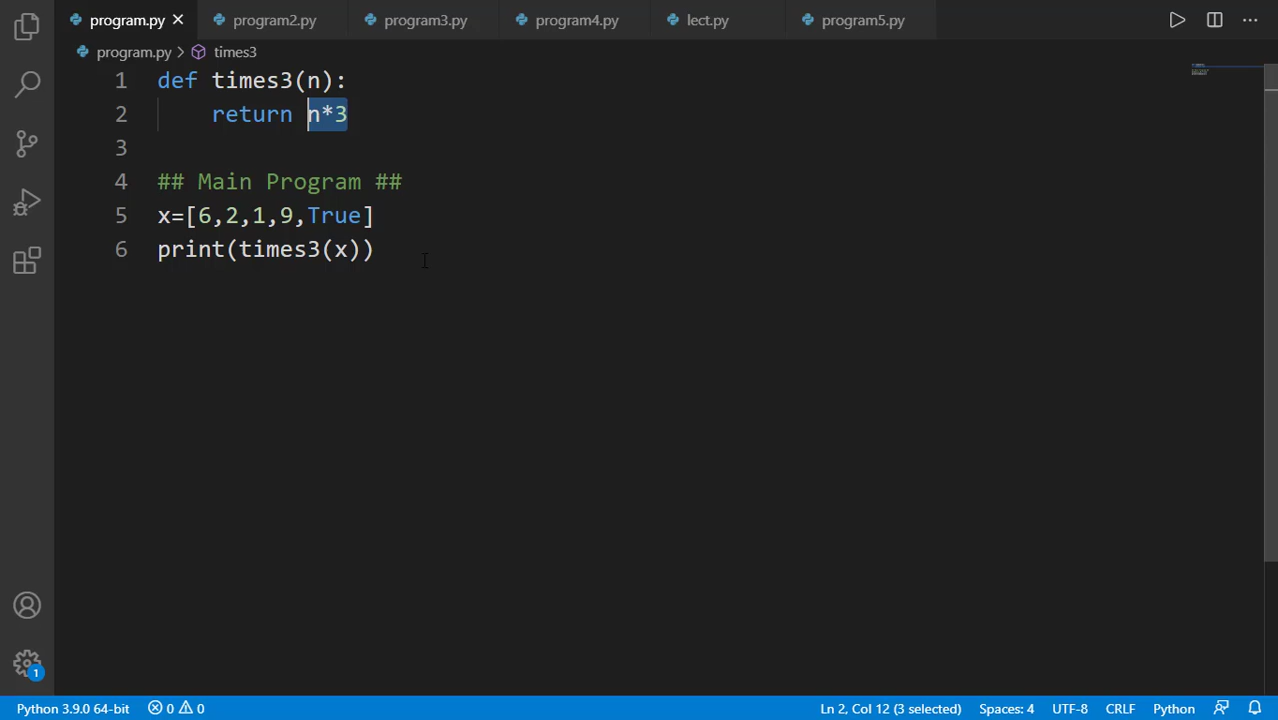 program.py program2.py program3.py program4.py lect.py program5.py
program.py times3
1 def times3(n):
2 return n*3
3
4 ## Main Program ##
5 x=[6,2,1,9,True]
6 print(times3(x))
1
Python 3.9.0 64-bit 0 0 Ln 2, Col 12 (3 selected) Spaces: 4 UTF-8 CRLF Python